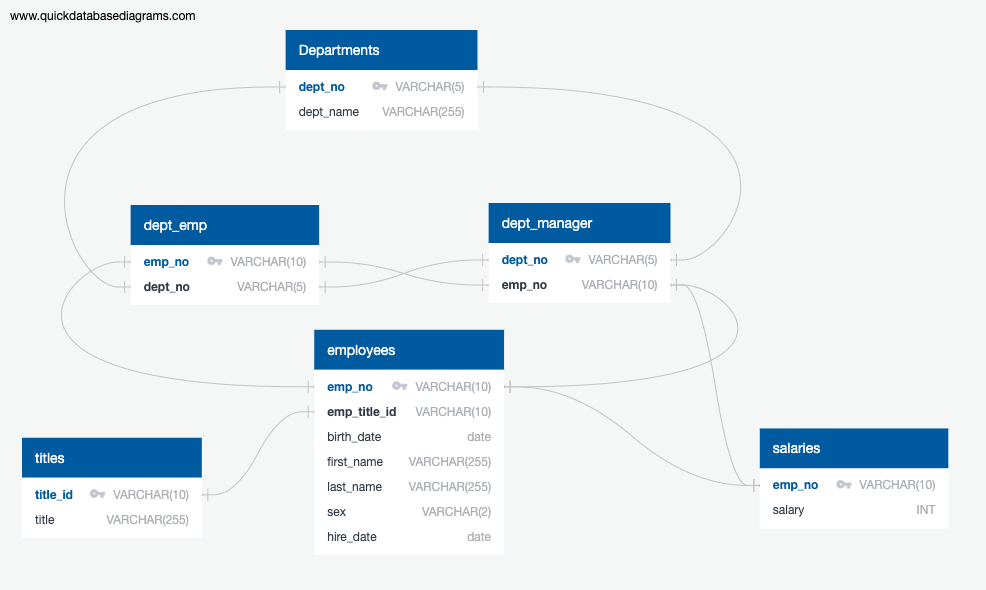 www.quickdatabasediagrams.com
Departments
dept_no VARCHAR(5)
dept_name VARCHAR(255)
dept_emp
emp_no VARCHAR(10)
dept_no VARCHAR(5)
dept_manager
dept_no VARCHAR(5)
emp_no VARCHAR(10)
employees
emp_no VARCHAR(10)
emp_title_id VARCHAR(10)
birth_date date
first_name VARCHAR(255)
last_name VARCHAR(255)
sex VARCHAR(2)
hire_date date
titles
title_id VARCHAR(10)
title VARCHAR(255)
salaries
emp_no VARCHAR(10)
salary INT